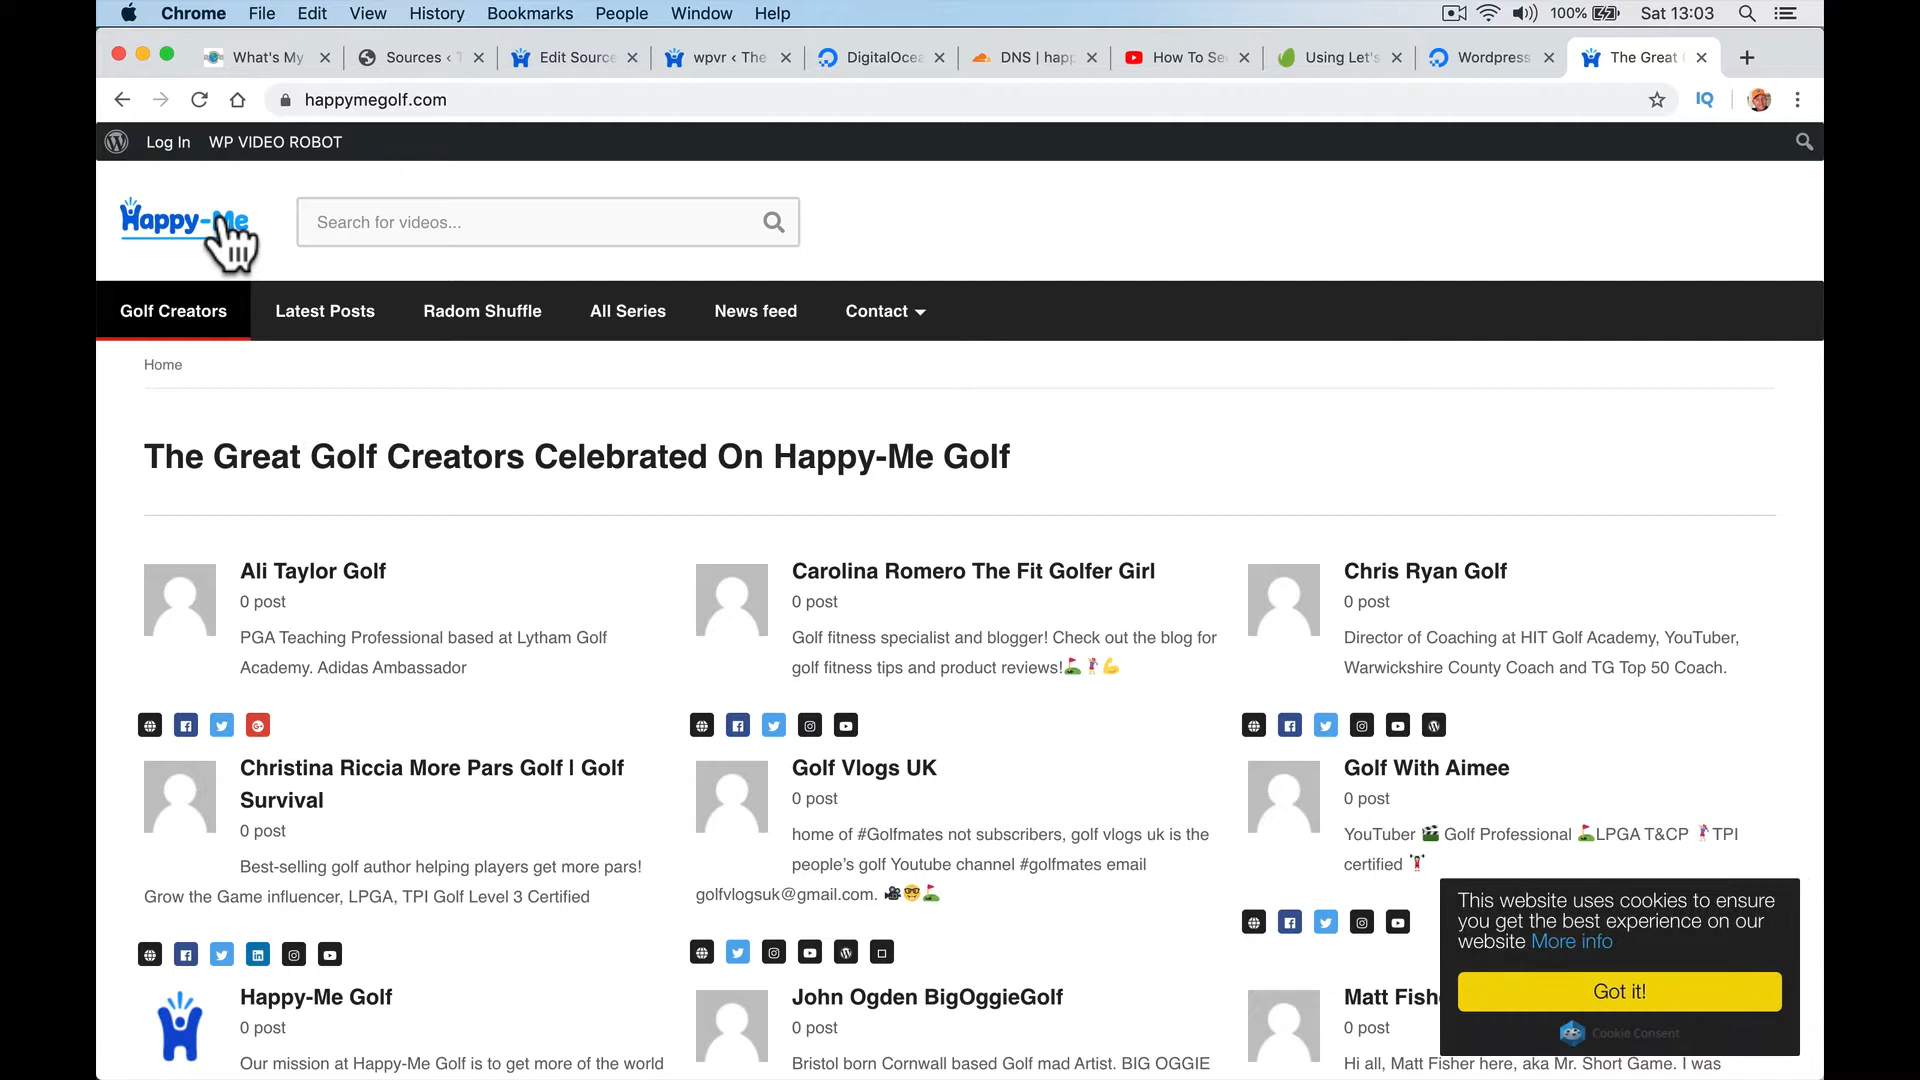 Chrome File Edit View History Bookmarks People Window Help 100% Sat 13:03
What's My Sources ‹ T Edit Source wpvr ‹ The DigitalOcea DNS | happ How To Se Using Let's Wordpress The Great
happymegolf.com IQ
Log In WP VIDEO ROBOT
Happy-Me Search for videos...
Golf Creators Latest Posts Radom Shuffle All Series News feed Contact
Home
The Great Golf Creators Celebrated On Happy-Me Golf
Ali Taylor Golf
0 post
PGA Teaching Professional based at Lytham Golf
Academy. Adidas Ambassador
Carolina Romero The Fit Golfer Girl
0 post
Golf fitness specialist and blogger! Check out the blog for
golf fitness tips and product reviews!⛳🏌️‍♀️💪
Chris Ryan Golf
0 post
Director of Coaching at HIT Golf Academy, YouTuber,
Warwickshire County Coach and TG Top 50 Coach.
Christina Riccia More Pars Golf | Golf
Survival
0 post
Best-selling golf author helping players get more pars!
Grow the Game influencer, LPGA, TPI Golf Level 3 Certified
Golf Vlogs UK
0 post
home of #Golfmates not subscribers, golf vlogs uk is the
people's golf Youtube channel #golfmates email
golfvlogsuk@gmail.com. 🎥🤓⛳
Golf With Aimee
0 post
YouTuber 🎬 Golf Professional ⛳LPGA T&CP 🏌️‍♀️TPI
certified 🏋️
Happy-Me Golf
0 post
Our mission at Happy-Me Golf is to get more of the world
John Ogden BigOggieGolf
0 post
Bristol born Cornwall based Golf mad Artist. BIG OGGIE
Matt Fish
0 post
Hi all, Matt Fisher here, aka Mr. Short Game. I was
This website uses cookies to ensure
you get the best experience on our
website More info
Got it!
Cookie Consent